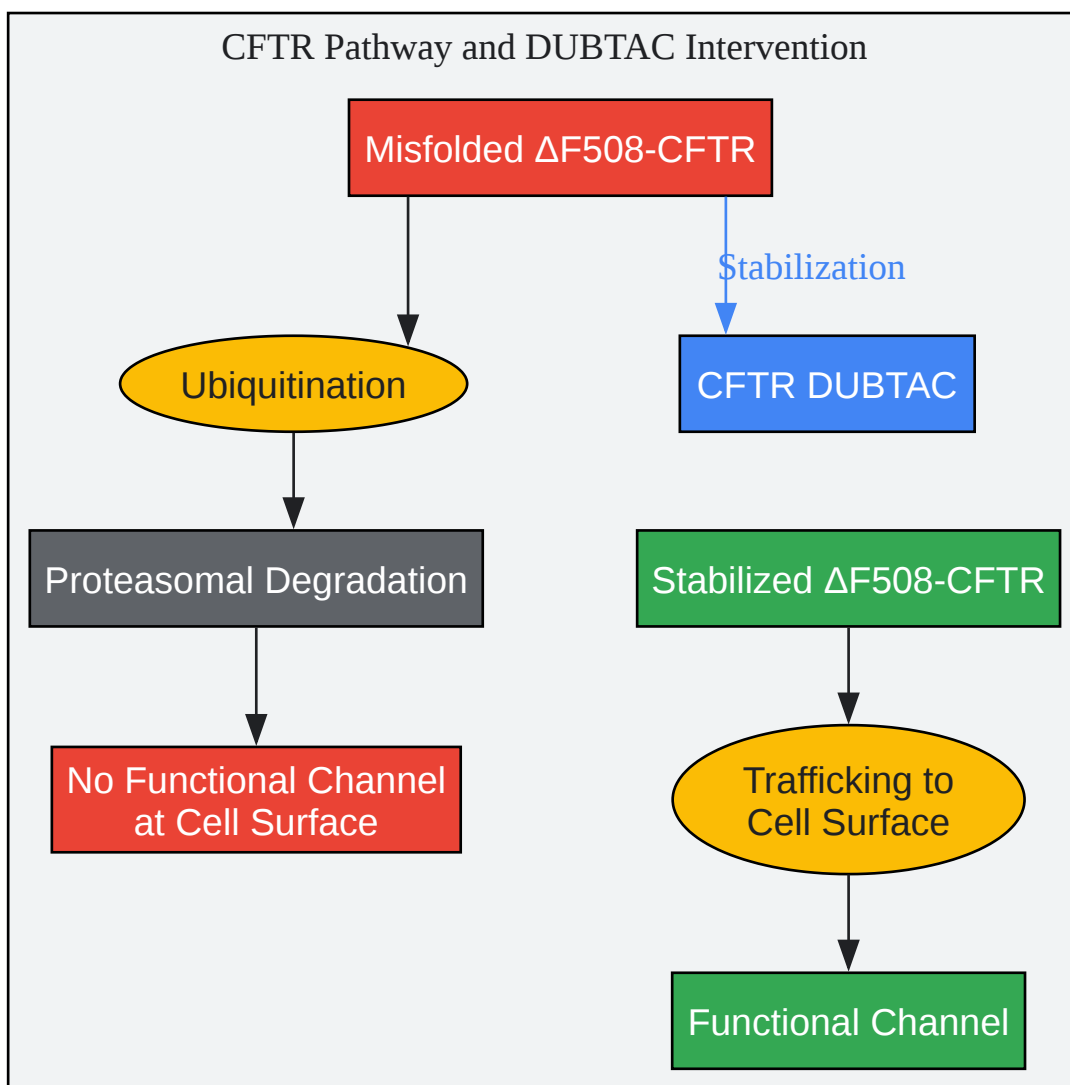 CFTR Pathway and DUBTAC Intervention
Misfolded ΔF508-CFTR
Stabilization
Ubiquitination
CFTR DUBTAC
Proteasomal Degradation
Stabilized ΔF508-CFTR
No Functional Channel
at Cell Surface
Trafficking to
Cell Surface
Functional Channel